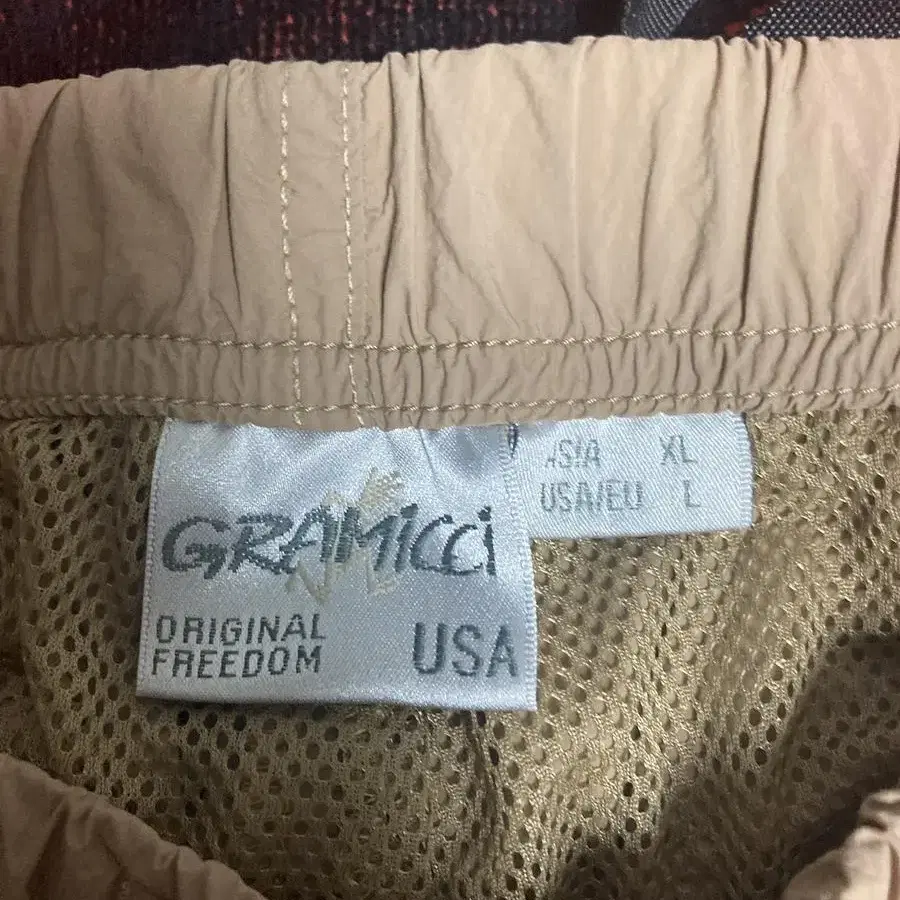 GRAMiCCi
ORIGINAL
FREEDOM
USA
ASIA XL
USA/EU L